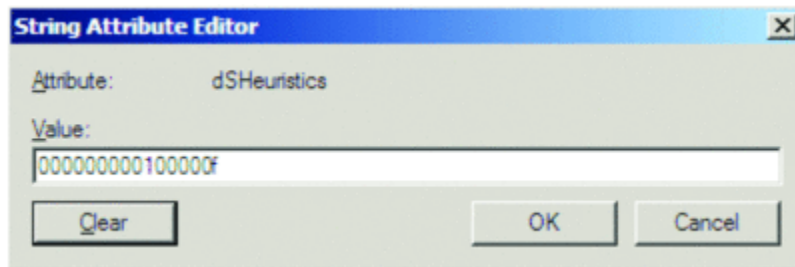 String Attribute Editor
Attribute: dSHeuristics
Value:
000000000100000f
Clear OK Cancel